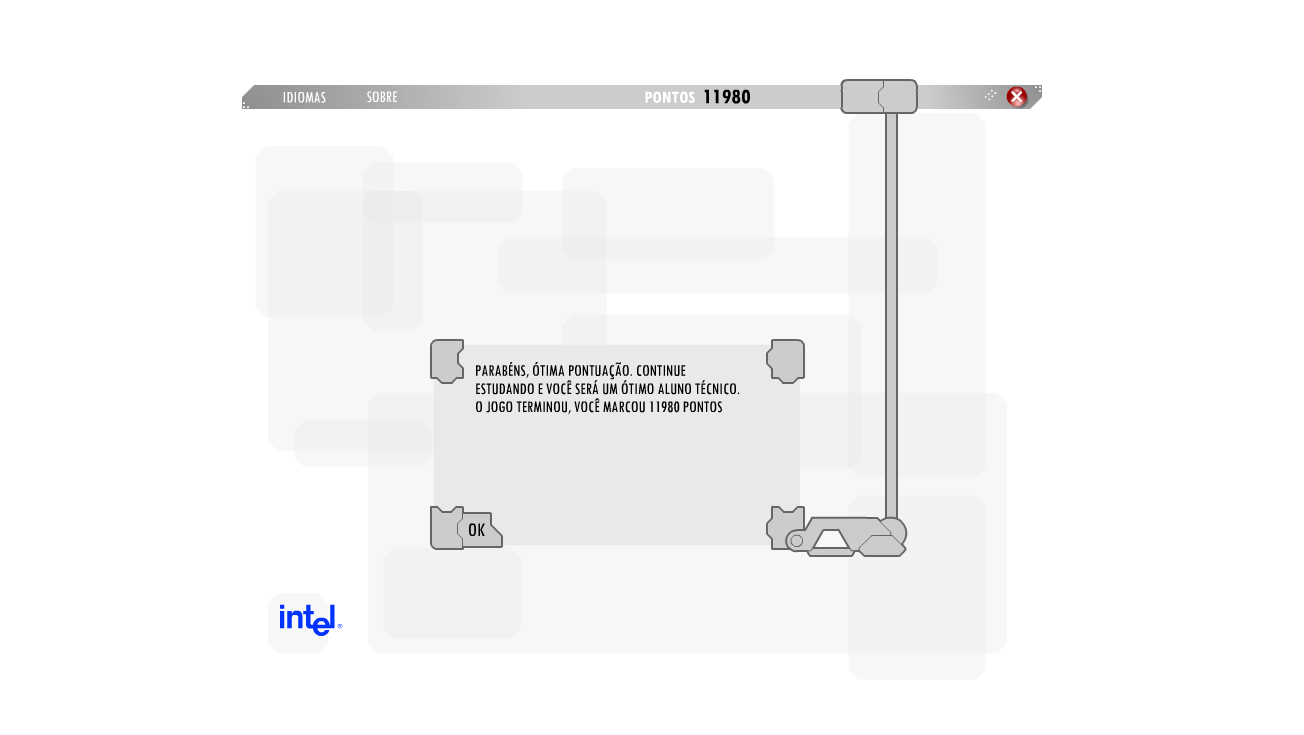 IDIOMAS SOBRE PONTOS 11980
PARABÉNS, ÓTIMA PONTUAÇÃO. CONTINUE
ESTUDANDO E VOCÊ SERÁ UM ÓTIMO ALUNO TÉCNICO.
O JOGO TERMINOU, VOCÊ MARCOU 11980 PONTOS
OK
intel®